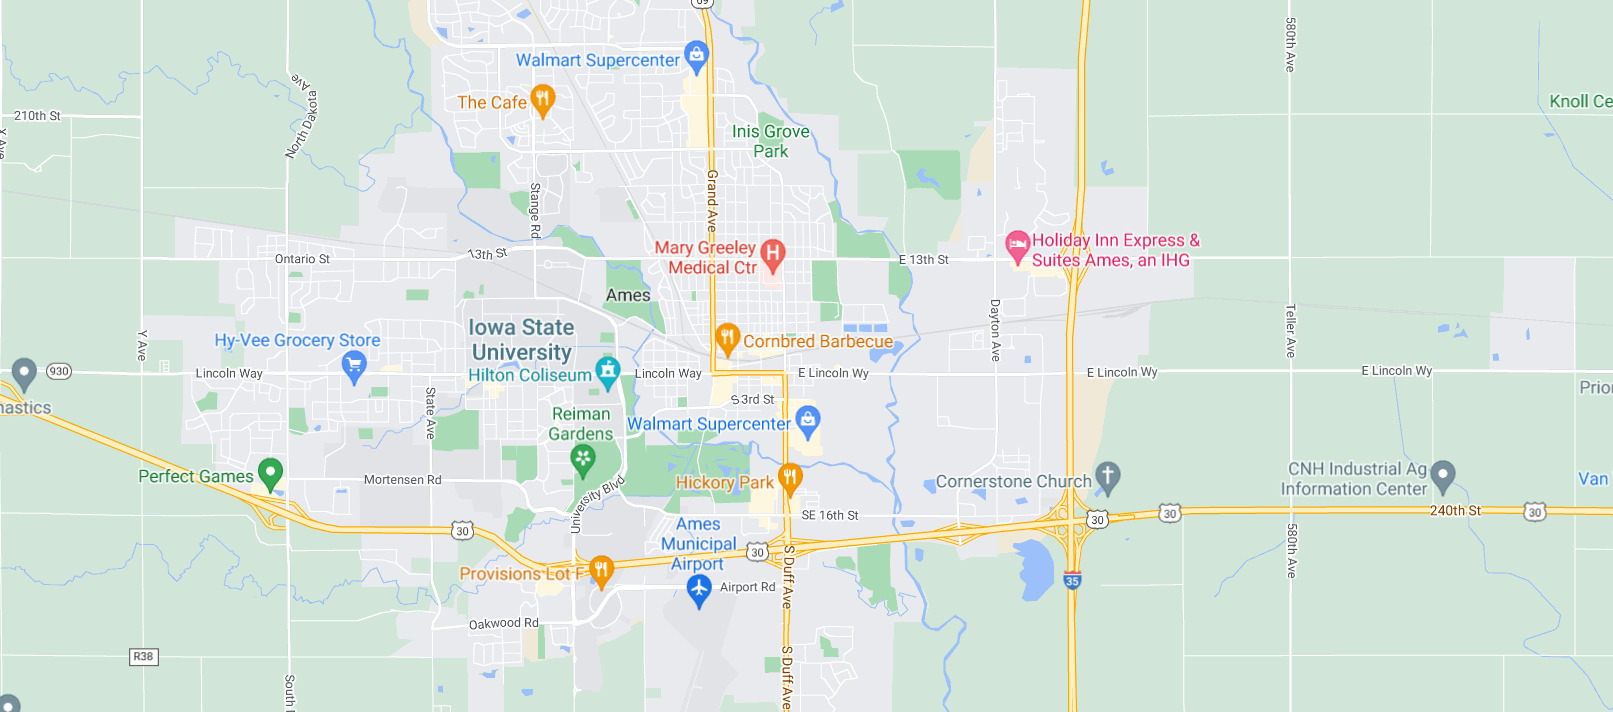 69
580th Ave
Walmart Supercenter
The Cafe
Knoll Ce
North Dakota
Ave
210th St
Y Ave
Inis Grove
Park
Grand Ave
Stange Rd
Mary Greeley
Medical Ctr
Holiday Inn Express &
Suites Ames, an IHG
13th St
Ontario St
E 13th St
Ames
Dayton Ave
Teller Ave
Iowa State
University
Y Ave
Hy-Vee Grocery Store
Cornbred Barbecue
930
Lincoln Way
Hilton Coliseum
Lincoln Way
E Lincoln Wy
E Lincoln Wy
E Lincoln Wy
Prior
nastics
State Ave
S 3rd St
Reiman
Gardens
Walmart Supercenter
Perfect Games
Mortensen Rd
Hickory Park
Cornerstone Church
CNH Industrial Ag
Information Center
Van
University Blvd
SE 16th St
30
30
30
240th St
30
Ames
Municipal
Airport
30
580th Ave
S Duff Ave
Provisions Lot F
Airport Rd
35
Oakwood Rd
R38
S Duff Ave
South